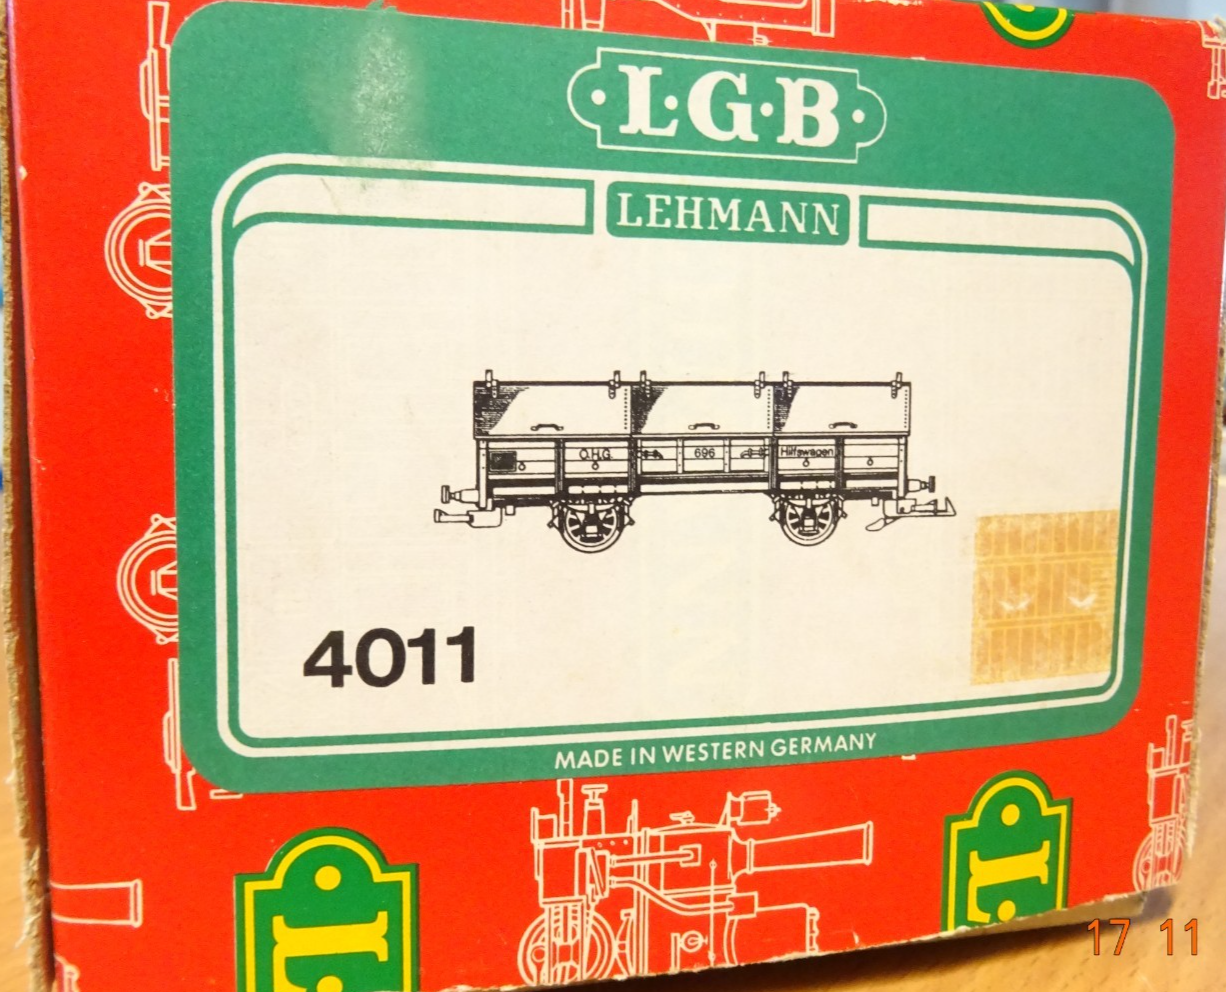 L·G·B
LEHMANN
O.H.G. 696 Hilfswagen
4011
MADE IN WESTERN GERMANY
L
L
17 11